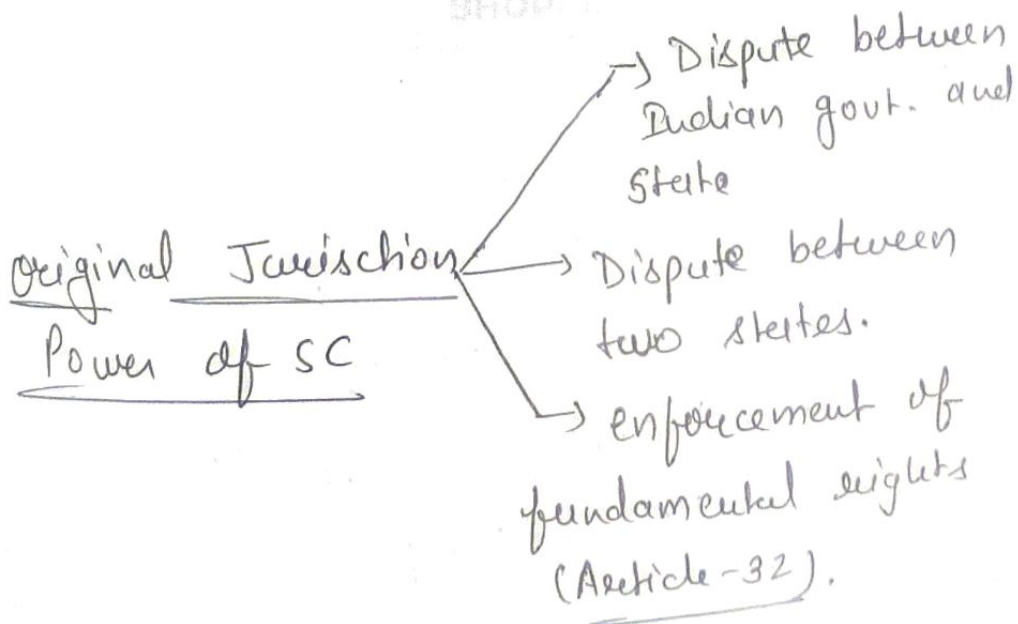 Original Jurischion
Power of SC
→ Dispute between
Indian govt. and
State
→ Dispute between
two states.
→ enforcement of
fundamental rights
(Article-32).